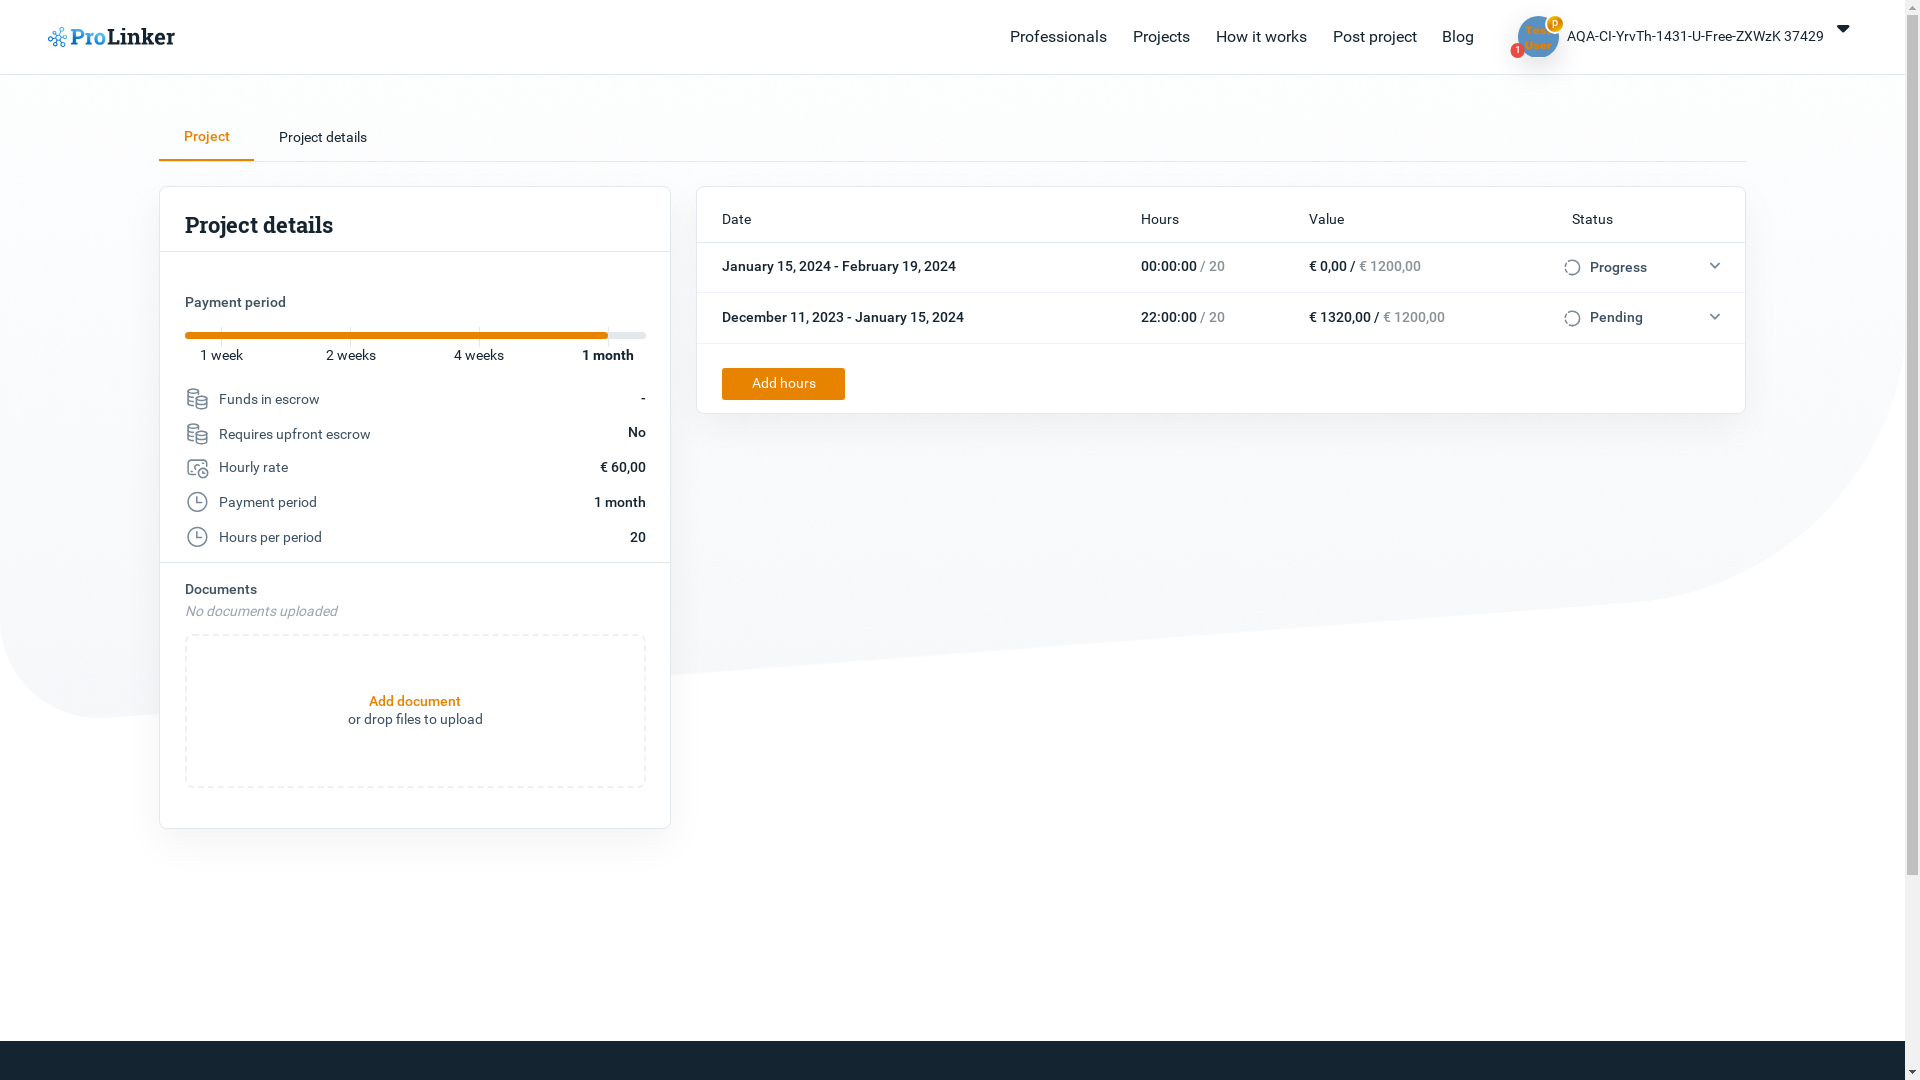 ProLinker
Professionals
Projects
How it works
Post project
Blog
Test
User
p
1
AQA-CI-YrvTh-1431-U-Free-ZXWzK 37429
Project
Project details
Project details
Payment period
1 week
2 weeks
4 weeks
1 month
Funds in escrow
-
Requires upfront escrow
No
Hourly rate
€ 60,00
Payment period
1 month
Hours per period
20
Documents
No documents uploaded
Add document
or drop files to upload
Date
Hours
Value
Status
January 15, 2024 - February 19, 2024
00:00:00 / 20
€ 0,00 / € 1200,00
Progress
December 11, 2023 - January 15, 2024
22:00:00 / 20
€ 1320,00 / € 1200,00
Pending
Add hours